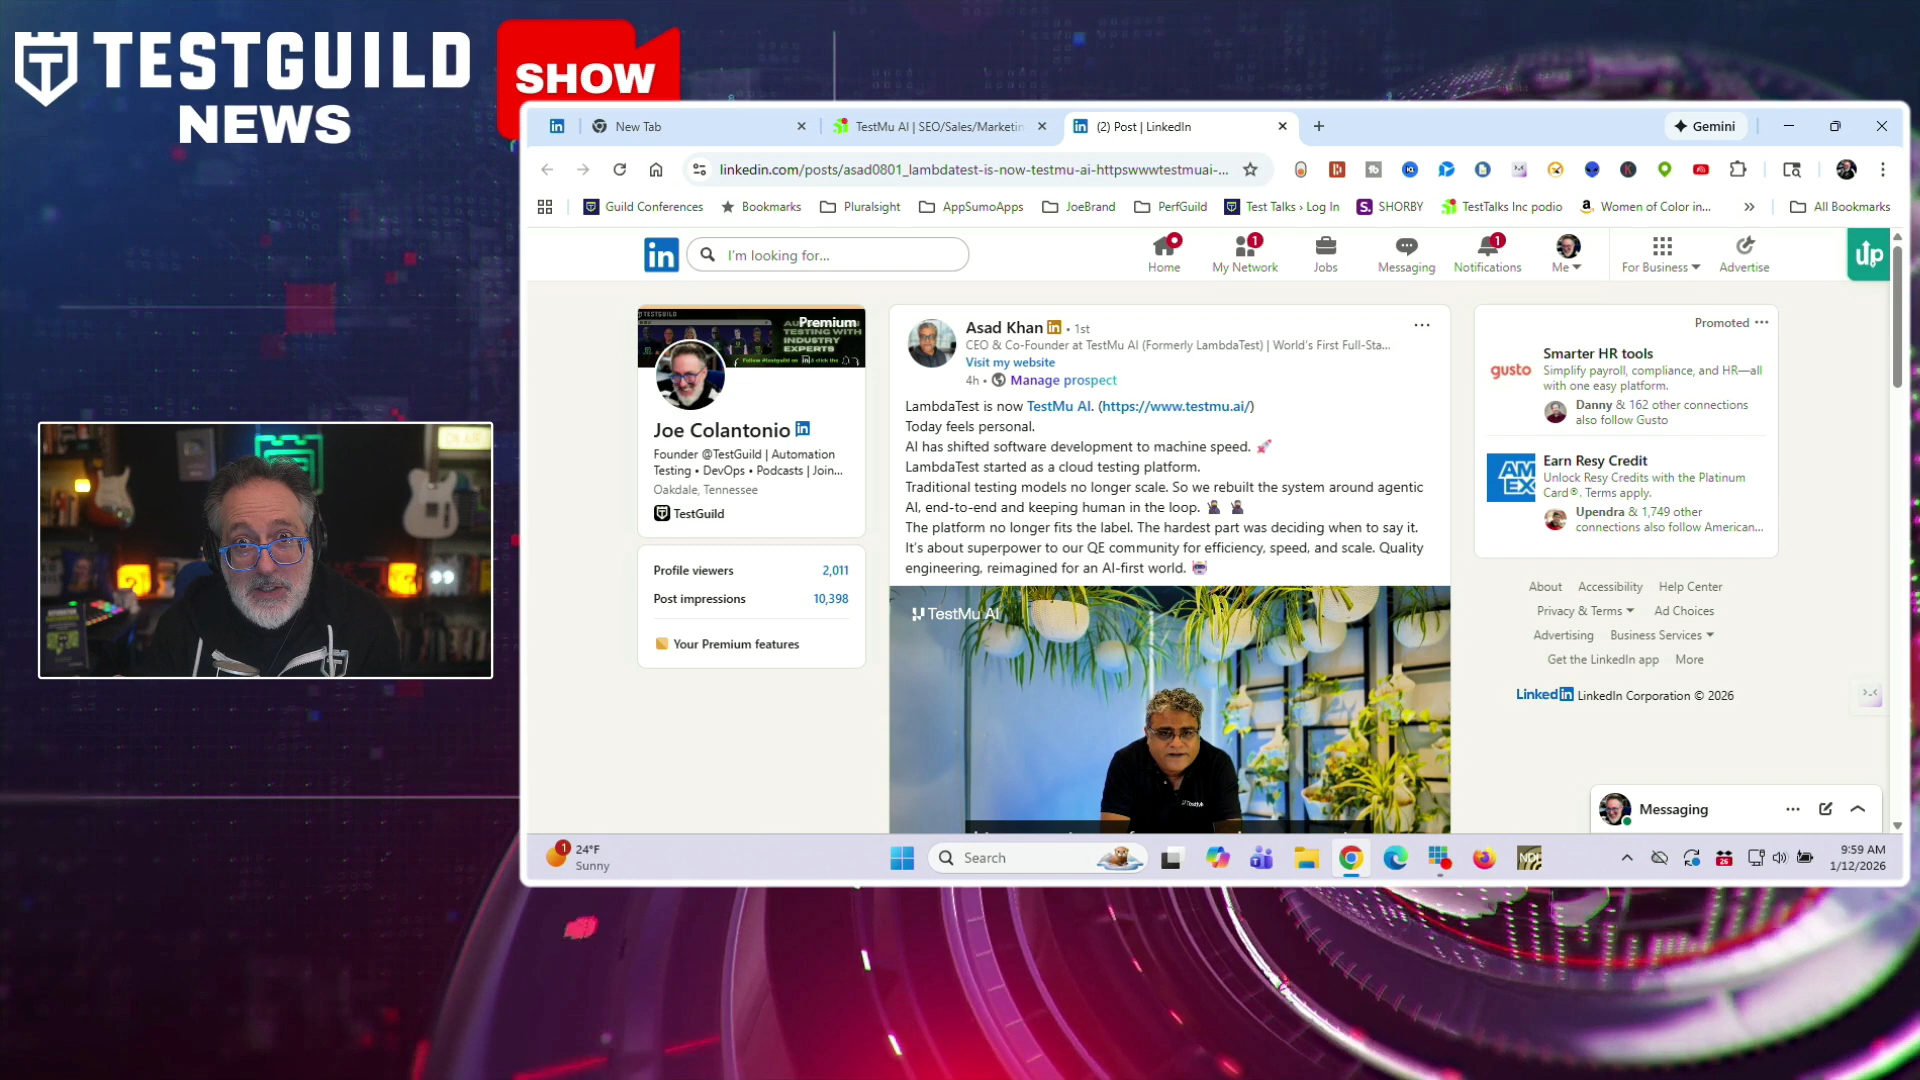 TESTGUILD
NEWS
SHOW
New Tab
TestMu AI | SEO/Sales/Marketin
(2) Post | LinkedIn
Gemini
linkedin.com/posts/asad0801_lambdatest-is-now-testmu-ai-httpswwwtestmuai-...
Guild Conferences
Bookmarks
Pluralsight
AppSumoApps
JoeBrand
PerfGuild
Test Talks › Log In
SHORBY
TestTalks Inc podio
Women of Color in...
All Bookmarks
I'm looking for...
Home
My Network
Jobs
Messaging
Notifications
Me
For Business
Advertise
up
1
1
Premium
TESTING WITH
INDUSTRY
EXPERTS
Joe Colantonio
Founder @TestGuild | Automation
Testing • DevOps • Podcasts | Join...
Oakdale, Tennessee
TestGuild
Profile viewers 2,011
Post impressions 10,398
Your Premium features
Asad Khan • 1st
CEO & Co-Founder at TestMu AI (Formerly LambdaTest) | World's First Full-Sta...
Visit my website
4h • Manage prospect
LambdaTest is now TestMu AI. (https://www.testmu.ai/)
Today feels personal.
AI has shifted software development to machine speed. 🚀
LambdaTest started as a cloud testing platform.
Traditional testing models no longer scale. So we rebuilt the system around agentic
AI, end-to-end and keeping human in the loop.
The platform no longer fits the label. The hardest part was deciding when to say it.
It's about superpower to our QE community for efficiency, speed, and scale. Quality
engineering, reimagined for an AI-first world. 🤖
TestMu AI
TestMu
Promoted
gusto
Smarter HR tools
Simplify payroll, compliance, and HR—all
with one easy platform.
Danny & 162 other connections
also follow Gusto
AM
EX
Earn Resy Credit
Unlock Resy Credits with the Platinum
Card®. Terms apply.
Upendra & 1,749 other
connections also follow American...
About Accessibility Help Center
Privacy & Terms Ad Choices
Advertising Business Services
Get the LinkedIn app More
LinkedIn LinkedIn Corporation © 2026
Messaging
1
24°F
Sunny
Search
26
9:59 AM
1/12/2026